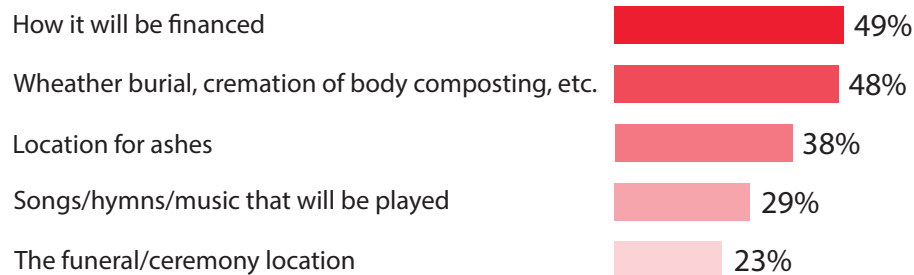 How it will be financed 49%
Wheather burial, cremation of body composting, etc. 48%
Location for ashes 38%
Songs/hymns/music that will be played 29%
The funeral/ceremony location 23%